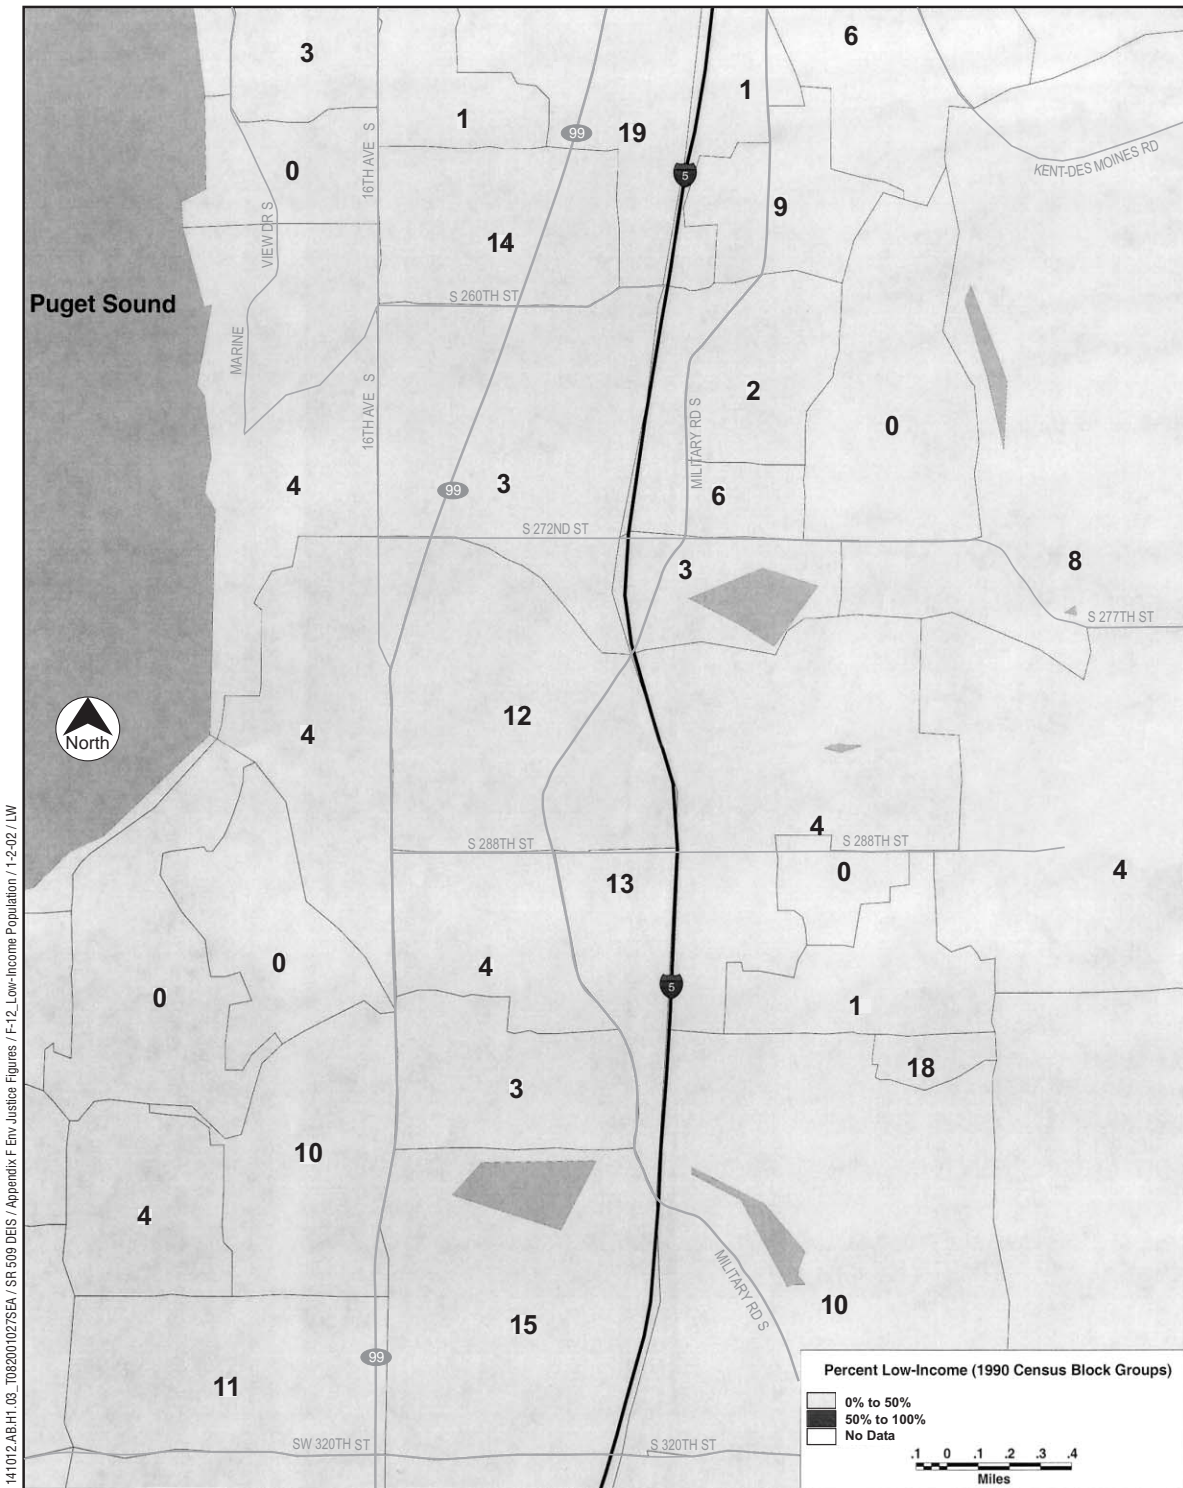 3
6
1
1
99
19
16TH AVE S
KENT-DES MOINES RD
0
5
9
VIEW DR S
14
S 260TH ST
Puget Sound
MARINE
2
16TH AVE S
MILITARY RD S
0
4
99
3
6
S 272ND ST
3
8
S 277TH ST
12
North
4
4
S 288TH ST
S 288TH ST
13
0
4
0
4
5
0
1
18
3
10
4
MILITARY RD S
15
10
99
11
SW 320TH ST
S 320TH ST
Percent Low-Income (1990 Census Block Groups)
0% to 50%
50% to 100%
No Data
.1 0 .1 .2 .3 .4
Miles
141012.AB.H1.03_T082001027SEA / SR 509 DEIS / Appendix F Env Justice Figures / F-12_Low-Income Population / 1-2-02 / LW